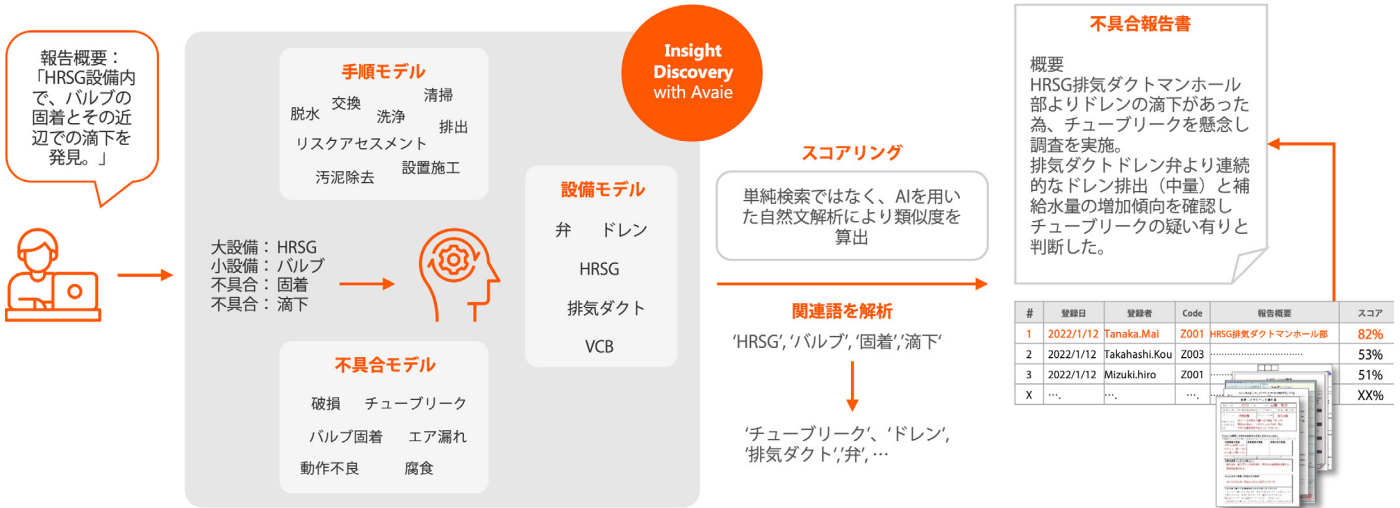 報告概要：
「HRSG設備内
で、バルブの
固着とその近
辺での滴下を
発見。」
大設備： HRSG
小設備： バルブ
不具合： 固着
不具合： 滴下
手順モデル
脱水 交換 洗浄 清掃
排出
リスクアセスメント
汚泥除去 設置施工
不具合モデル
破損 チューブリーク
バルブ固着 エア漏れ
動作不良 腐食
設備モデル
弁 ドレン
HRSG
排気ダクト
VCB
Insight
Discovery
with Avaie
スコアリング
単純検索ではなく、AIを用い
た自然文解析により類似度を
算出
関連語を解析
‘HRSG’, ‘バルブ’, ‘固着’,‘滴下‘
‘チューブリーク’、‘ドレン’,
’排気ダクト‘,’弁’, …
不具合報告書
概要
HRSG排気ダクトマンホール
部よりドレンの滴下があった
為、チューブリークを懸念し
調査を実施。
排気ダクトドレン弁より連続
的なドレン排出（中量）と補
給水量の増加傾向を確認し
チューブリークの疑い有りと
判断した。
# 登録日 登録者 Code 報告概要 スコア
1 2022/1/12 Tanaka.Mai Z001 HRSG排気ダクトマンホール部 82%
2 2022/1/12 Takahashi.Kou Z003 ................................ 53%
3 2022/1/12 Mizuki.hiro Z001 ........ 51%
X …. …. …. XX%